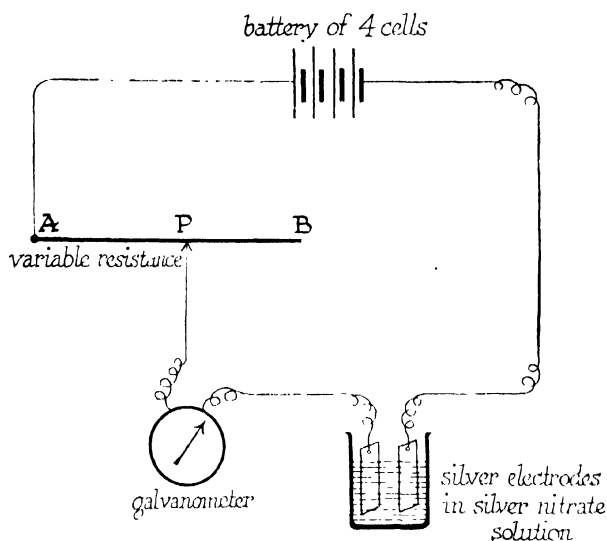 battery of 4 cells
A P B
variable resistance
galvanometer
silver electrodes
in silver nitrate
solution